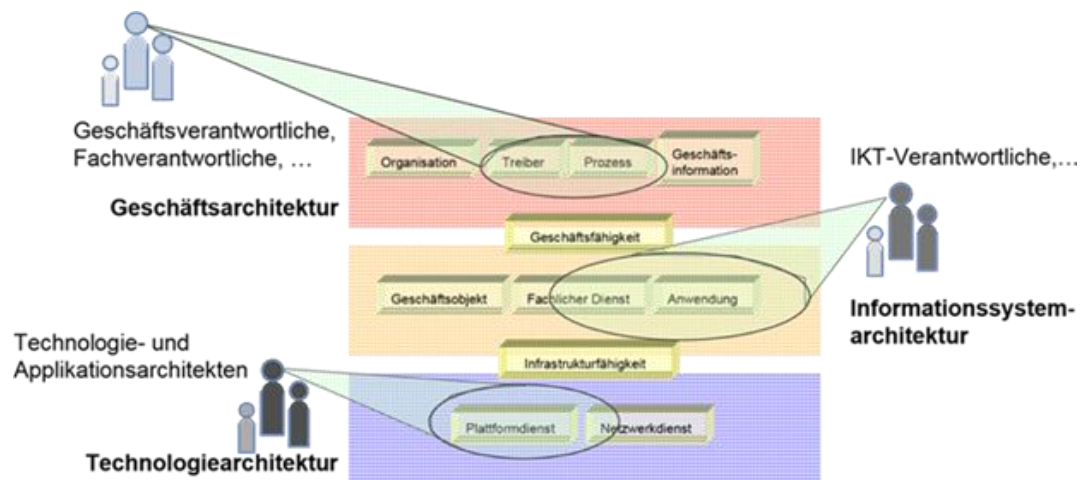 Geschäftsverantwortliche,
Fachverantwortliche, …
Geschäftsarchitektur
Organisation
Treiber
Prozess
Geschäfts-
information
Geschäftsfähigkeit
IKT-Verantwortliche,…
Informationssystem-
architektur
Geschäftsobjekt
Fachlicher Dienst
Anwendung
Infrastrukturfähigkeit
Technologie- und
Applikationsarchitekten
Technologiearchitektur
Plattformdienst
Netzwerkdienst